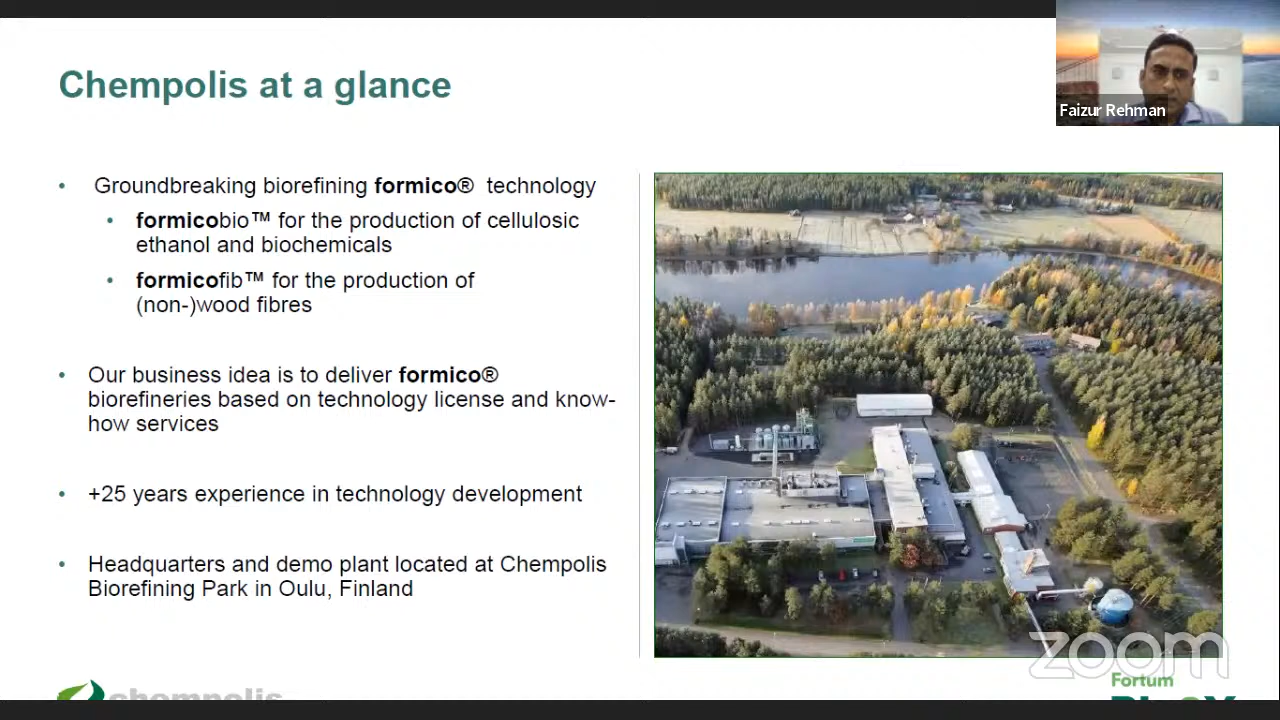 Chempolis at a glance
Faizur Rehman
• Groundbreaking biorefining formico® technology
• formicobio™ for the production of cellulosic
ethanol and biochemicals
• formicofib™ for the production of
(non-)wood fibres
• Our business idea is to deliver formico®
biorefineries based on technology license and know-
how services
• +25 years experience in technology development
• Headquarters and demo plant located at Chempolis
Biorefining Park in Oulu, Finland
zoom
chempolis
Fortum